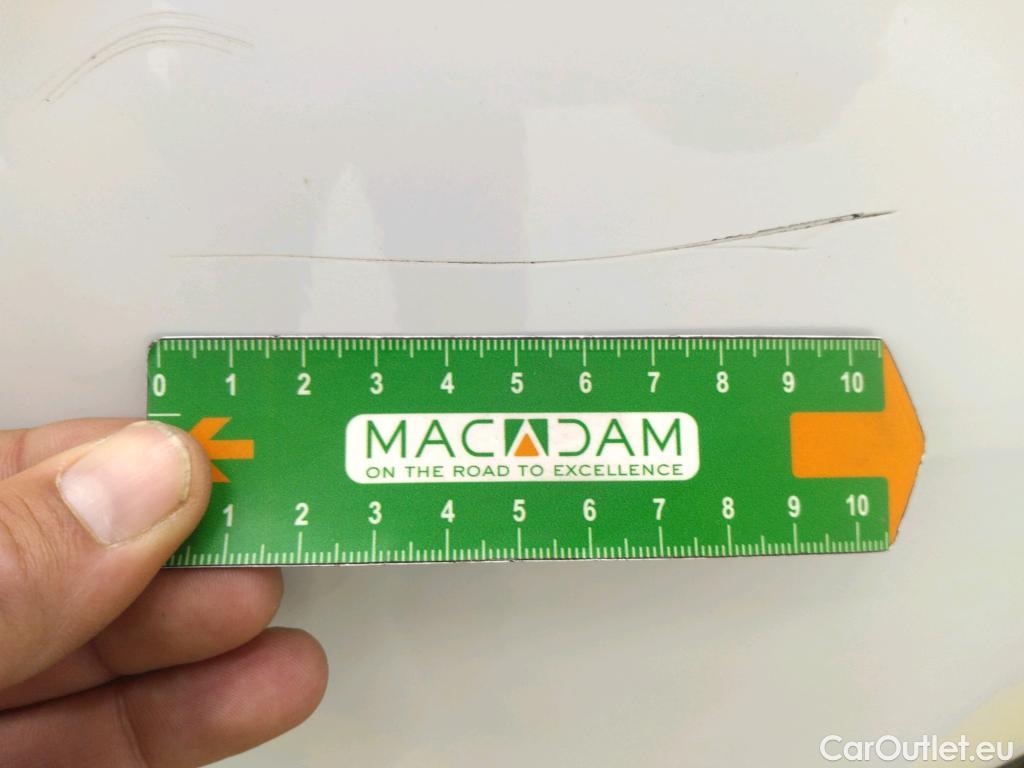 0 1 2 3 4 5 6 7 8 9 10
MACADAM
ON THE ROAD TO EXCELLENCE
1 2 3 4 5 6 7 8 9 10
CarOutlet.eu